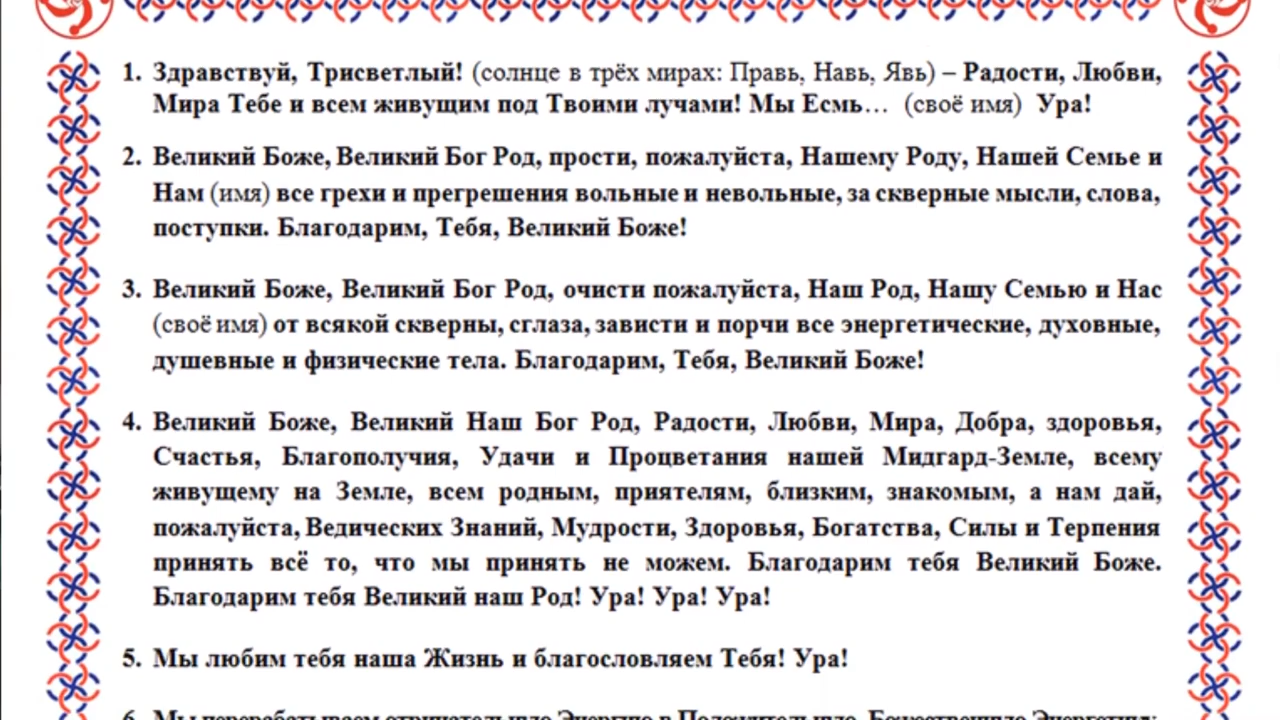 1. Здравствуй, Трисветлый! (солнце в трёх мирах: Правь, Навь, Явь) – Радости, Любви,
Мира Тебе и всем живущим под Твоими лучами! Мы Есмь… (своё имя) Ура!
2. Великий Боже, Великий Бог Род, прости, пожалуйста, Нашему Роду, Нашей Семье и
Нам (имя) все грехи и прегрешения вольные и невольные, за скверные мысли, слова,
поступки. Благодарим, Тебя, Великий Боже!
3. Великий Боже, Великий Бог Род, очисти пожалуйста, Наш Род, Нашу Семью и Нас
(своё имя) от всякой скверны, сглаза, зависти и порчи все энергетические, духовные,
душевные и физические тела. Благодарим, Тебя, Великий Боже!
4. Великий Боже, Великий Наш Бог Род, Радости, Любви, Мира, Добра, здоровья,
Счастья, Благополучия, Удачи и Процветания нашей Мидгард-Земле, всему
живущему на Земле, всем родным, приятелям, близким, знакомым, а нам дай,
пожалуйста, Ведических Знаний, Мудрости, Здоровья, Богатства, Силы и Терпения
принять всё то, что мы принять не можем. Благодарим тебя Великий Боже.
Благодарим тебя Великий наш Род! Ура! Ура! Ура!
5. Мы любим тебя наша Жизнь и благословляем Тебя! Ура!
6. Мы перерабатываем отрицательную Энергию в Положительную, Божественную